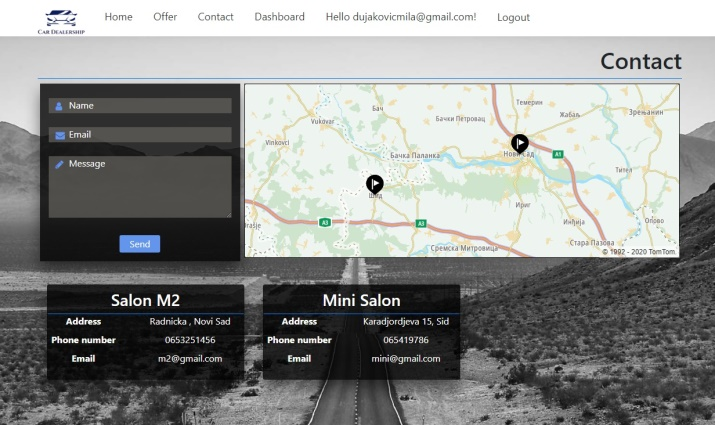 CAR DEALERSHIP
Home Offer Contact Dashboard Hello dujakovicmila@gmail.com! Logout
Contact
Name
Email
Message
Send
Темерин
Бач
Жабаљ
Зрењанин
Vukovar
Бачки Петровац
Vinkovci
Бачка Паланка
Нови Сад
A1
Тител
Шид
Ириг
A3
A3
Инђија
Опово
Сремска Митровица
Стара Пазова
© 1992 - 2020 TomTom.
Salon M2
Address Radnicka , Novi Sad
Phone number 0653251456
Email m2@gmail.com
Mini Salon
Address Karadjordjeva 15, Sid
Phone number 065419786
Email mini@gmail.com